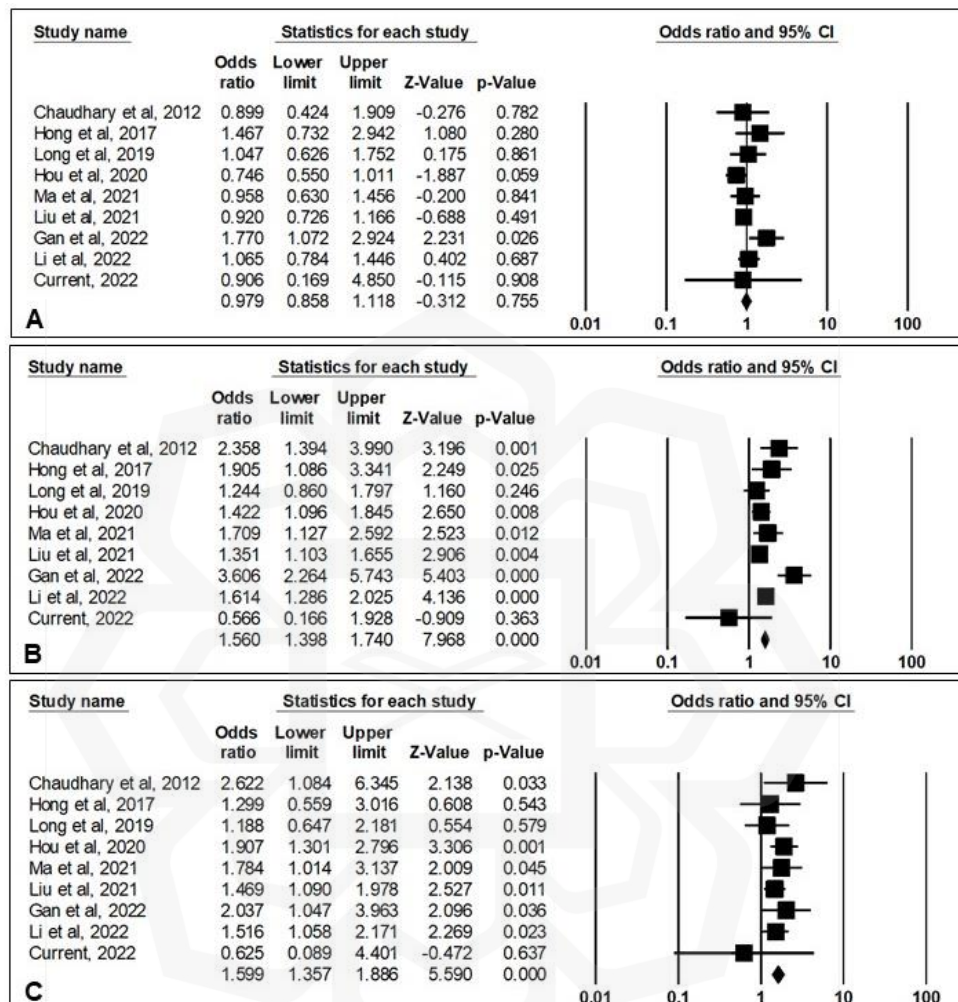 Study name Statistics for each study Odds ratio and 95% CI
Odds Lower Upper
ratio limit limit Z-Value p-Value
Chaudhary et al, 2012 0.899 0.424 1.909 -0.276 0.782
Hong et al, 2017 1.467 0.732 2.942 1.080 0.280
Long et al, 2019 1.047 0.626 1.752 0.175 0.861
Hou et al, 2020 0.746 0.550 1.011 -1.887 0.059
Ma et al, 2021 0.958 0.630 1.456 -0.200 0.841
Liu et al, 2021 0.920 0.726 1.166 -0.688 0.491
Gan et al, 2022 1.770 1.072 2.924 2.231 0.026
Li et al, 2022 1.065 0.784 1.446 0.402 0.687
Current, 2022 0.906 0.169 4.850 -0.115 0.908
0.979 0.858 1.118 -0.312 0.755
A 0.01 0.1 1 10 100
Study name Statistics for each study Odds ratio and 95% CI
Odds Lower Upper
ratio limit limit Z-Value p-Value
Chaudhary et al, 2012 2.358 1.394 3.990 3.196 0.001
Hong et al, 2017 1.905 1.086 3.341 2.249 0.025
Long et al, 2019 1.244 0.860 1.797 1.160 0.246
Hou et al, 2020 1.422 1.096 1.845 2.650 0.008
Ma et al, 2021 1.709 1.127 2.592 2.523 0.012
Liu et al, 2021 1.351 1.103 1.655 2.906 0.004
Gan et al, 2022 3.606 2.264 5.743 5.403 0.000
Li et al, 2022 1.614 1.286 2.025 4.136 0.000
Current, 2022 0.566 0.166 1.928 -0.909 0.363
1.560 1.398 1.740 7.968 0.000
B 0.01 0.1 1 10 100
Study name Statistics for each study Odds ratio and 95% CI
Odds Lower Upper
ratio limit limit Z-Value p-Value
Chaudhary et al, 2012 2.622 1.084 6.345 2.138 0.033
Hong et al, 2017 1.299 0.559 3.016 0.608 0.543
Long et al, 2019 1.188 0.647 2.181 0.554 0.579
Hou et al, 2020 1.907 1.301 2.796 3.306 0.001
Ma et al, 2021 1.784 1.014 3.137 2.009 0.045
Liu et al, 2021 1.469 1.090 1.978 2.527 0.011
Gan et al, 2022 2.037 1.047 3.963 2.096 0.036
Li et al, 2022 1.516 1.058 2.171 2.269 0.023
Current, 2022 0.625 0.089 4.401 -0.472 0.637
1.599 1.357 1.886 5.590 0.000
C 0.01 0.1 1 10 100